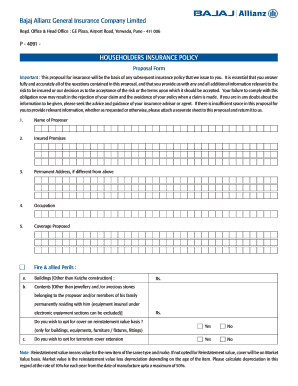 Bajaj Allianz General Insurance Company Limited
BAJAJ Allianz
Regd. Office & Head Office : GE Plaza, Airport Road, Yerwada, Pune - 411 006
P - 4091 -
HOUSEHOLDERS INSURANCE POLICY
Proposal Form
Important : This proposal for insurance will be the basis of any subsequent insurance policy that we issue to you. It is essential that you answer
fully and accurately all of the questions contained in this proposal, and that you provide us with any and all additional information relevant to the
risk to be insured or our decision as to the acceptance of the risk or the terms upon which it should be accepted. Your failure to comply with this
obligation now may result in the rejection of your claim and the avoidance of your policy when a claim is made. If you are in any doubt about the
information to be given, please seek the advice and guidance of your insurance advisor or agent. If there is insufficient space in this proposal for
you to provide relevant information, whether as requested or otherwise, please attach a separate sheet to this proposal and return it to us.
1. Name of Proposer
2. Insured Premises
3. Permanent Address, if different from above
4. Occupation
5. Coverage Proposed
Fire & allied Perils :
a. Buildings (Other than Kutcha construction) : Rs.
b Contents (Other than jewellery and/or precious stones
belonging to the proposer and/or members of his family
permanently residing with him) (equipment insured under
electronic equipment sections can be excluded)) Rs.
Do you wish to opt for cover on reinstatement value basis ?
(only for buildings, equipments, furniture / fixtures, fittings) Yes No
c. Do you wish to opt for terrorism cover extension Yes No
Note: Reinstatement value means value for the new item of the same type and make. If not opted for Reinstatement value, cover will be on Market
Value basis. Market value is the reinstatement value less depreciation depending on the age of the item. Please calculate depreciation in this
regard at the rate of 10% for each year from the date of manufacture upto a maximum of 50%.